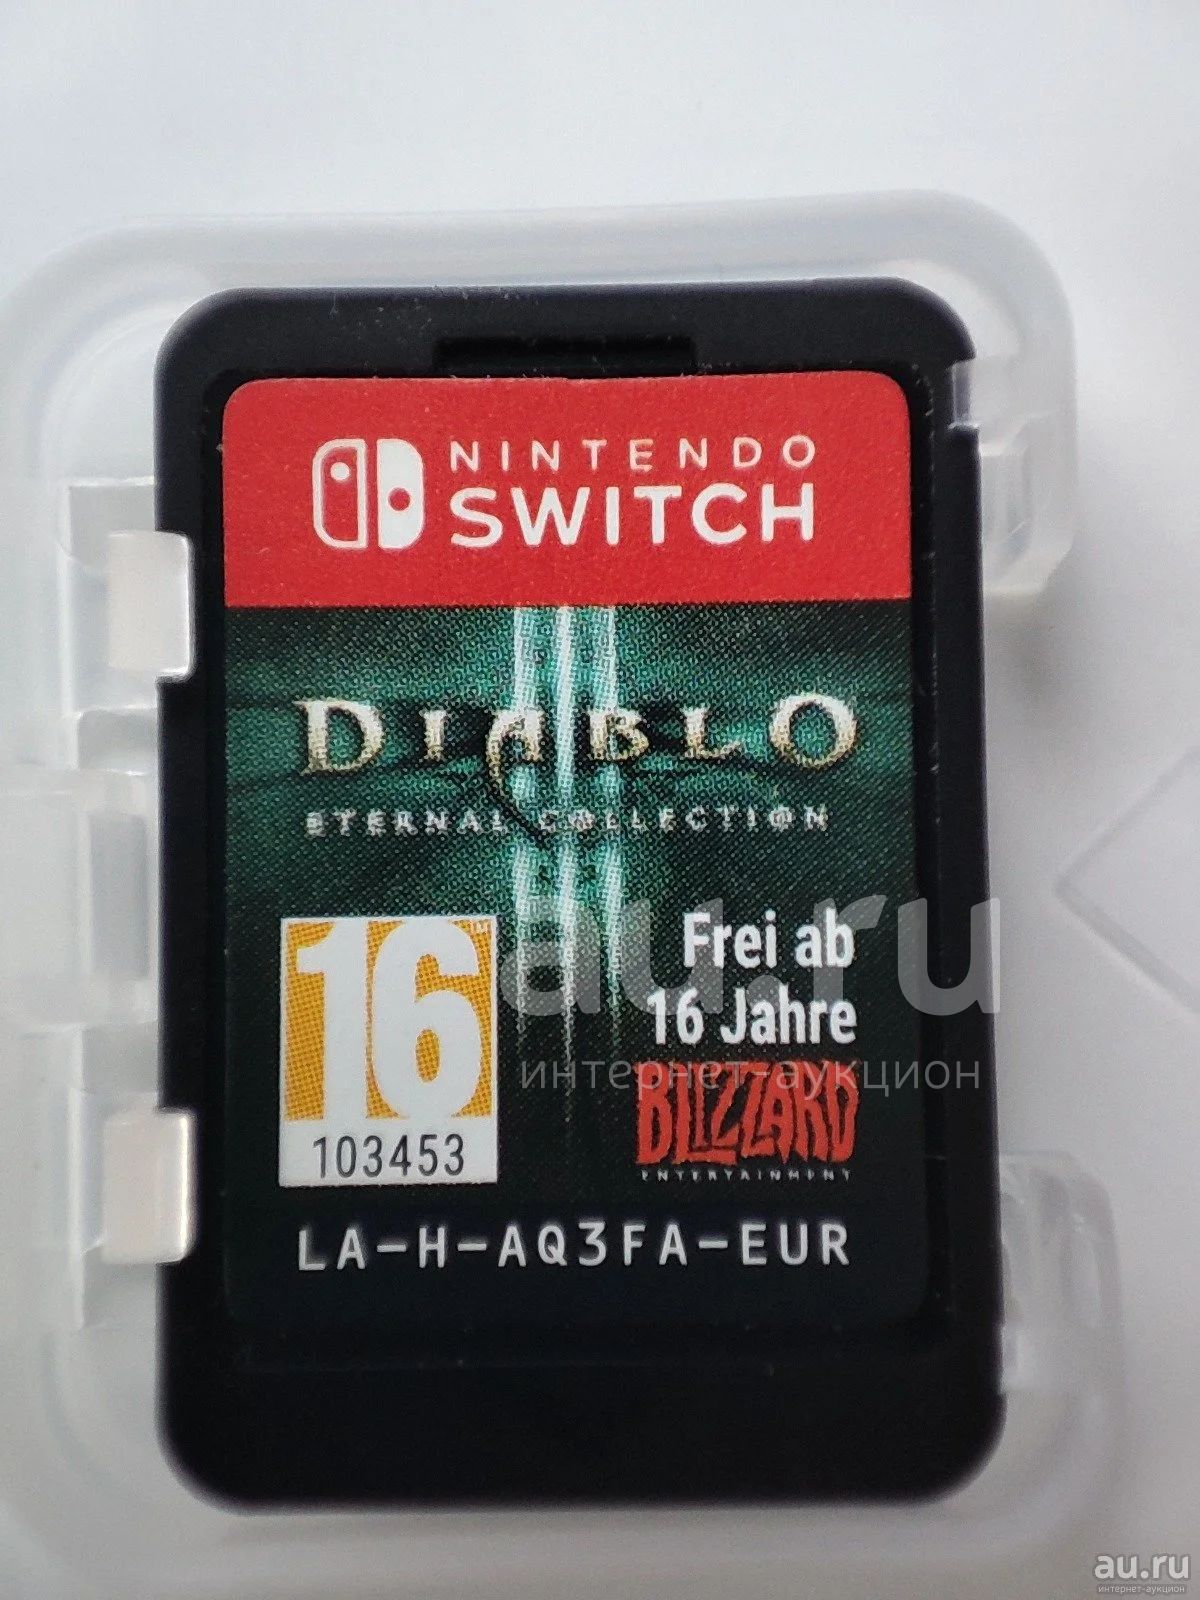 NINTENDO
SWITCH
DIABLO
ETERNAL COLLECTION
16
103453
Frei ab
16 Jahre
BLIZZARD
ENTERTAINMENT
LA-H-AQ3FA-EUR
au.ru
интернет-аукцион
au.ru
интернет-аукцион